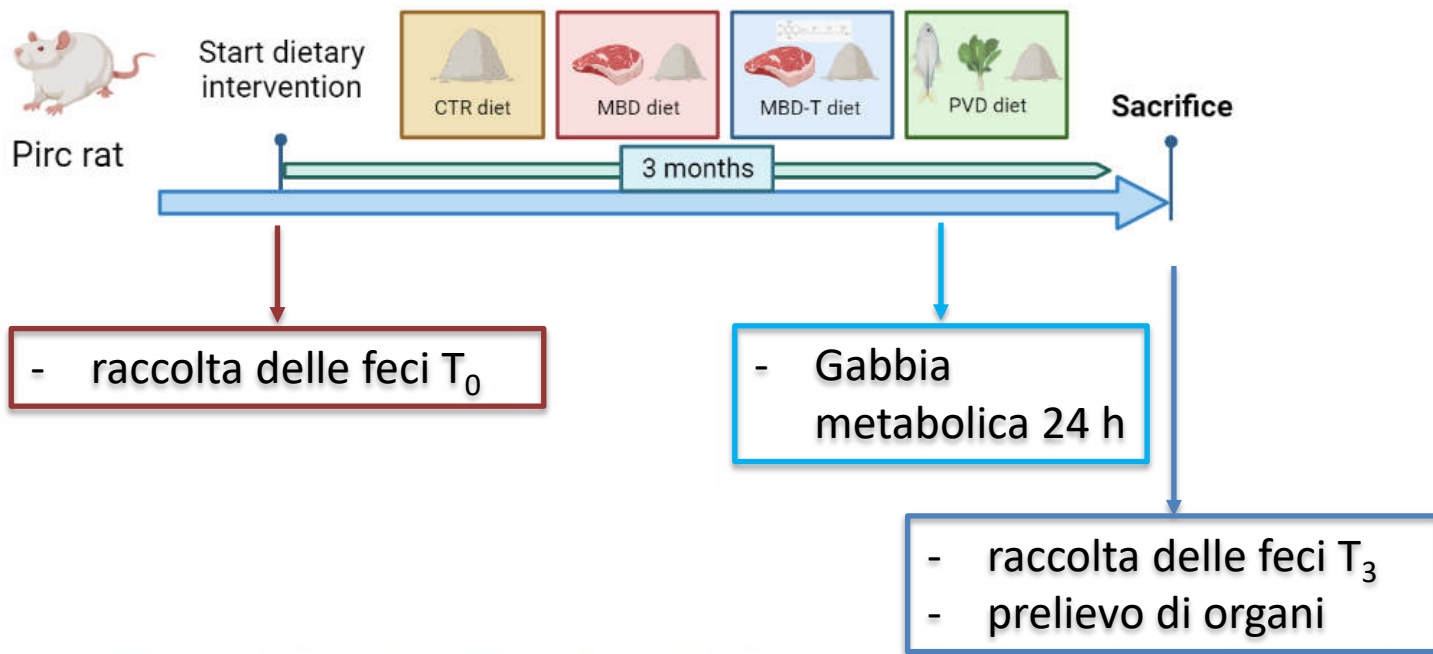 Pirc rat
Start dietary
intervention
CTR diet
MBD diet
MBD-T diet
PVD diet
Sacrifice
3 months
- raccolta delle feci T₀
- Gabbia
metabolica 24 h
- raccolta delle feci T₃
- prelievo di organi